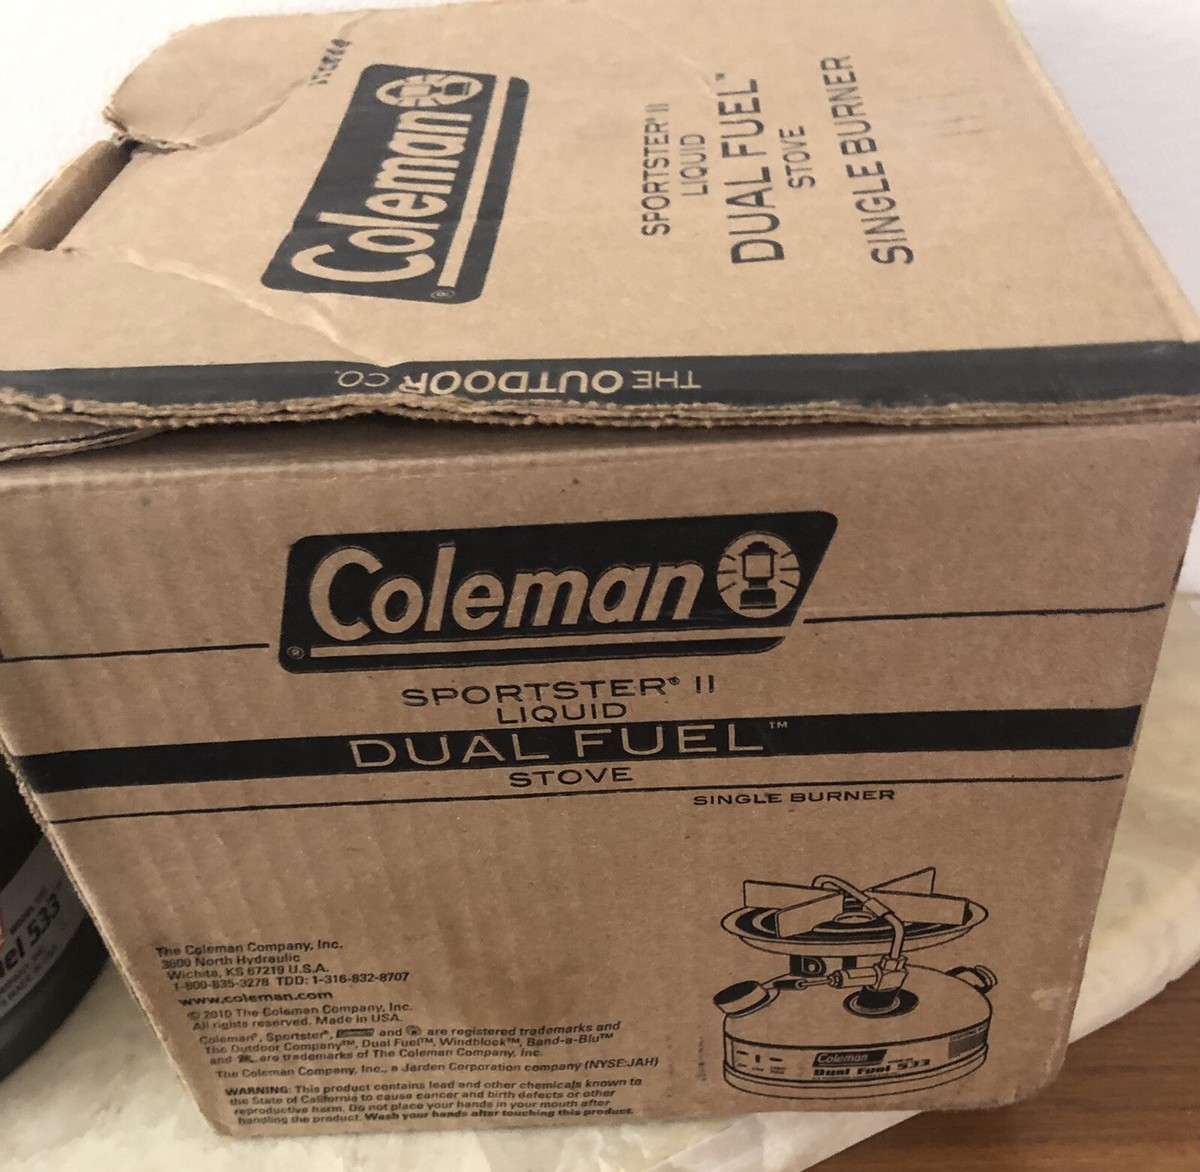 Coleman
®
SPORTSTER® II
LIQUID
DUAL FUEL™
STOVE
SINGLE BURNER
THE OUTDOOR CO.
Coleman
®
SPORTSTER® II
LIQUID
DUAL FUEL™
STOVE
SINGLE BURNER
The Coleman Company, Inc.
3600 North Hydraulic
Wichita, KS 67219 U.S.A.
1-800-835-3278 TDD: 1-316-832-8707
www.coleman.com
© 2010 The Coleman Company, Inc.
All rights reserved. Made in USA.
Coleman®, Sportster®, and are registered trademarks and
The Outdoor Company™, Dual Fuel™, Windblock™, Band-a-Blu™
and are trademarks of The Coleman Company, Inc.
The Coleman Company, Inc., a Jarden Corporation company (NYSE:JAH)
WARNING: This product contains lead and other chemicals known to
the State of California to cause cancer and birth defects or other
reproductive harm. Do not place your hands in your mouth after
handling the product. Wash your hands after touching this product.
Coleman
Dual Fuel 533
el 533